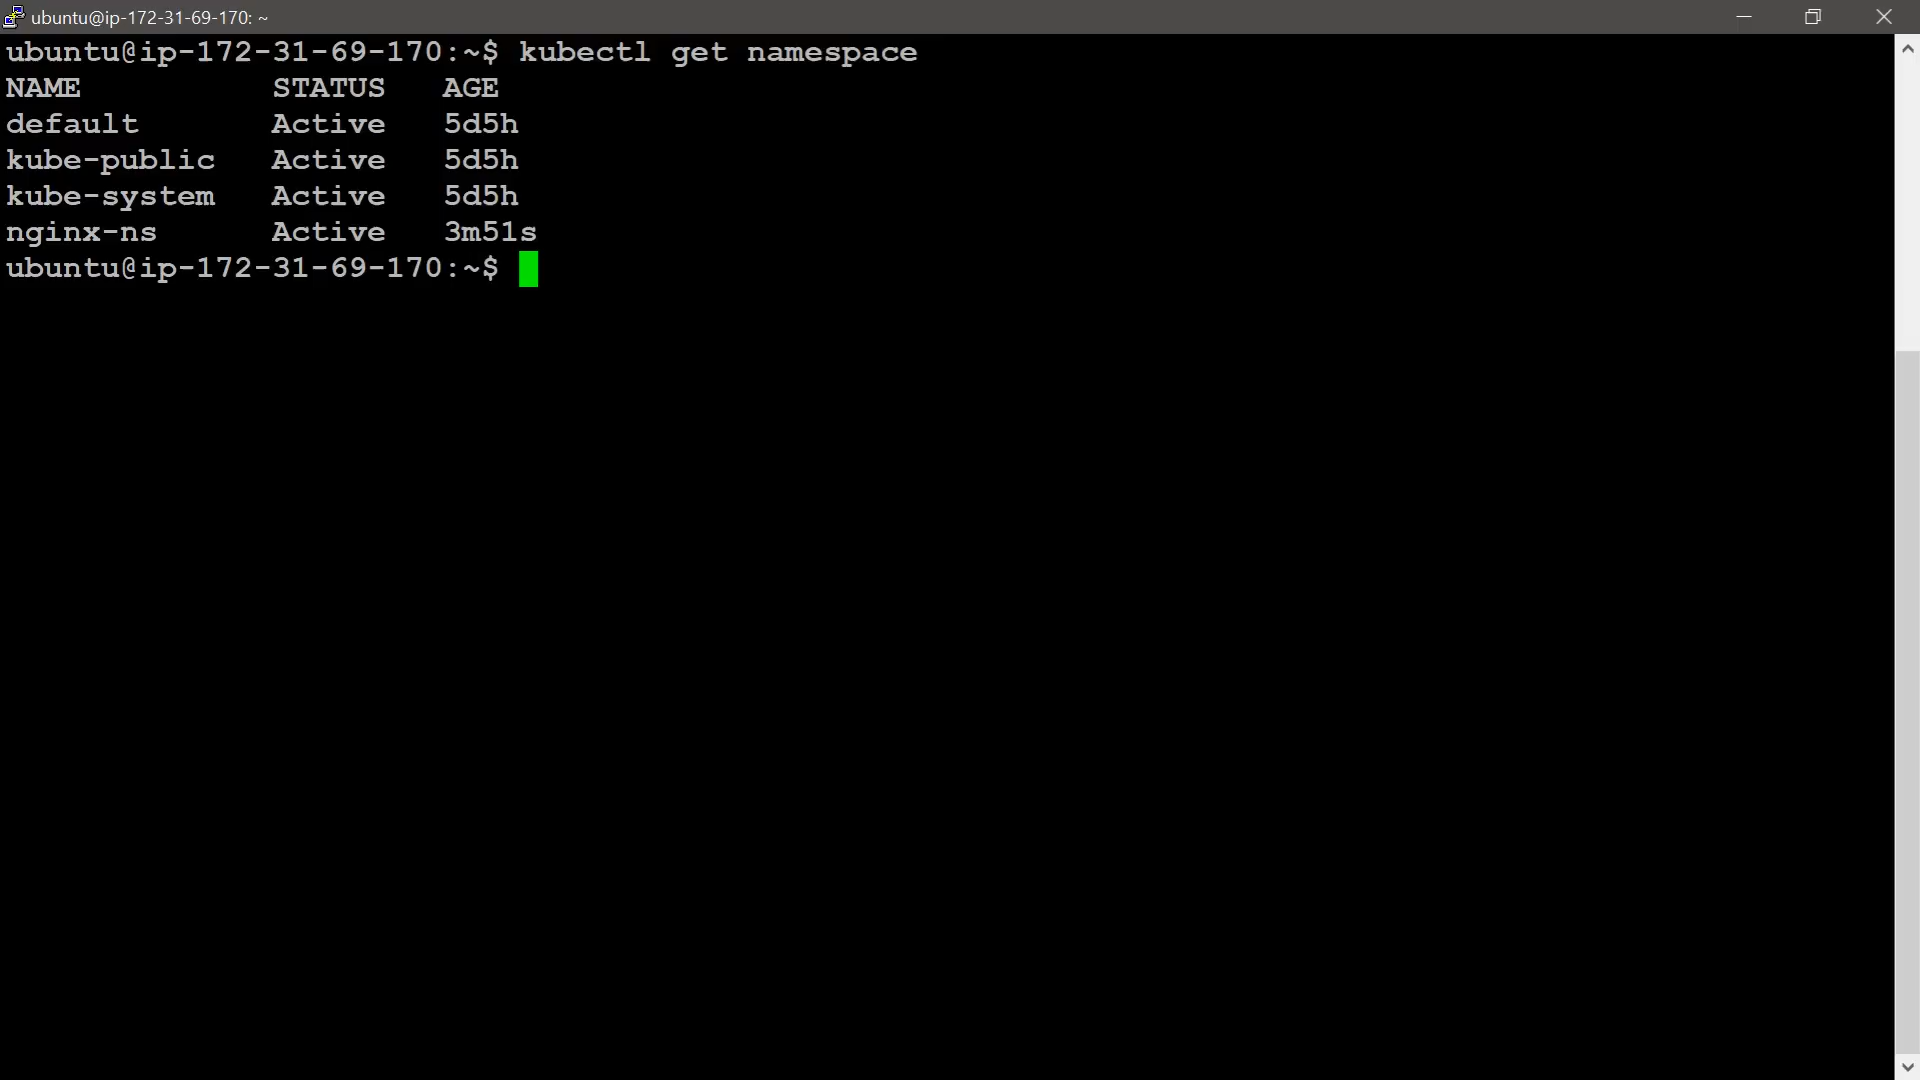 ubuntu@ip-172-31-69-170: ~
ubuntu@ip-172-31-69-170:~$ kubectl get namespace
NAME STATUS AGE
default Active 5d5h
kube-public Active 5d5h
kube-system Active 5d5h
nginx-ns Active 3m51s
ubuntu@ip-172-31-69-170:~$